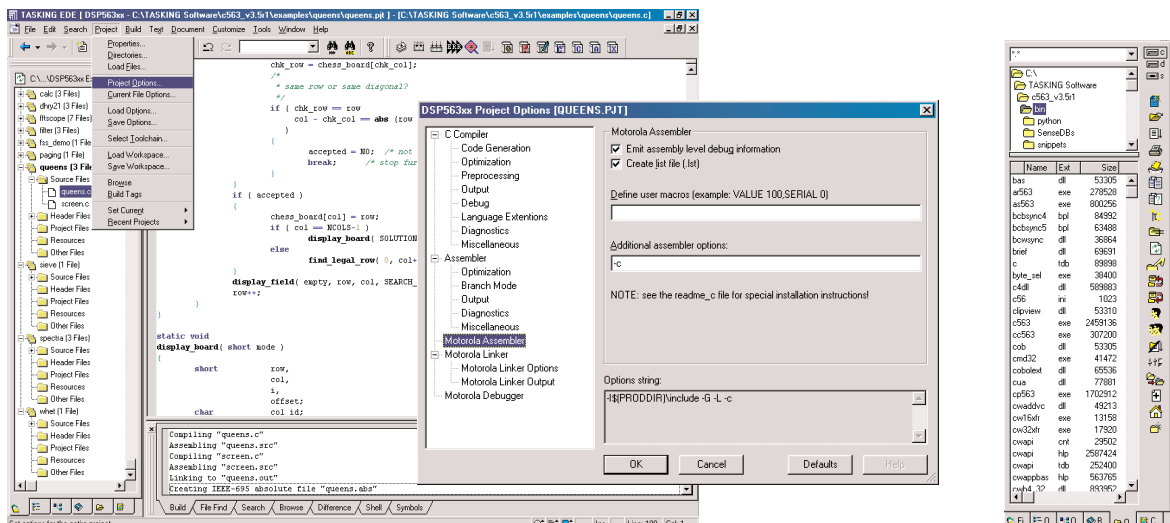 TASKING EDE [ DSP563xx - C:\TASKING Software\c563_v3.5r1\examples\queens\queens.pjt ] - [C:\TASKING Software\c563_v3.5r1\examples\queens\queens.c]
File Edit Search Project Build Text Document Customize Tools Window Help
Properties...
Directories...
Load Files...
Project Options...
Current File Options...
Load Options...
Save Options...
Select Toolchain...
Load Workspace...
Save Workspace...
Browse
Build Tags
Set Current
Recent Projects
C:\...\DSP563xx E
calc (3 Files)
dhry21 (3 Files)
fftscope (7 Files)
filter (3 Files)
fss_demo (1 File
paging (1 File)
queens (3 File
Source Files
queens.c
screen.c
Header Files
Project Files
Resources
Other Files
sieve (1 File)
Source Files
Header Files
Project Files
Resources
Other Files
spectra (3 Files)
Source Files
Header Files
Project Files
Resources
Other Files
whet (1 File)
Source Files
Header Files
Project Files
Resources
Other Files
chk_row = chess_board[chk_col];
/*
* same row or same diagonal?
*/
if ( chk_row == row
col - chk_col == abs (row
)
{
accepted = NO; /* not
break; /* stop fur
}
}
if ( accepted )
{
chess_board[col] = row;
if ( col == NCOLS-1 )
display_board( SOLUTION
else
find_legal_row( 0, col+
}
display_field( empty, row, col, SEARCH_
row++;
}
}
static void
display_board( short mode )
{
short row,
col,
i,
offset;
char col id;
Compiling "queens.c"
Assembling "queens.src"
Compiling "screen.c"
Assembling "screen.src"
Linking to "queens.out"
Creating IEEE-695 absolute file "queens.abs"
Build File Find Search Browse Difference Shell Symbols
DSP563xx Project Options [QUEENS.PJT]
C Compiler
Code Generation
Optimization
Preprocessing
Output
Debug
Language Extentions
Diagnostics
Miscellaneous
Assembler
Optimization
Branch Mode
Output
Diagnostics
Miscellaneous
Motorola Assembler
Motorola Linker
Motorola Linker Options
Motorola Linker Output
Motorola Debugger
Motorola Assembler
Emit assembly level debug information
Create list file (.lst)
Define user macros (example: VALUE 100,SERIAL 0)
Additional assembler options:
-c
NOTE: see the readme_c file for special installation instructions!
Options string:
-I$(PRODDIR)\include -G -L -c
OK Cancel Defaults Help
*.*
C:\
TASKING Software
c563_v3.5r1
bin
python
SenseDBs
snippets
c
d
s
Name Ext Size
bas dll 53305
ar563 exe 278528
as563 exe 800256
bcbsync4 bpl 84992
bcbsync5 bpl 63488
bcwsync dll 36864
brief dll 69691
c tdb 89898
byte_sel exe 38400
c4dll dll 589883
c56 ini 1023
clipview dll 53310
c563 exe 2459136
cc563 exe 307200
cob dll 53305
cmd32 exe 41472
cobolext dll 65536
cua dll 77881
cp563 exe 1702912
cwaddvc dll 49213
cw16xfr exe 13158
cw32xfr exe 17920
cwapi cnt 29502
cwapi hlp 2587424
cwapi tdb 252400
cwappbas hlp 563765
cwb4_32 dll 893952